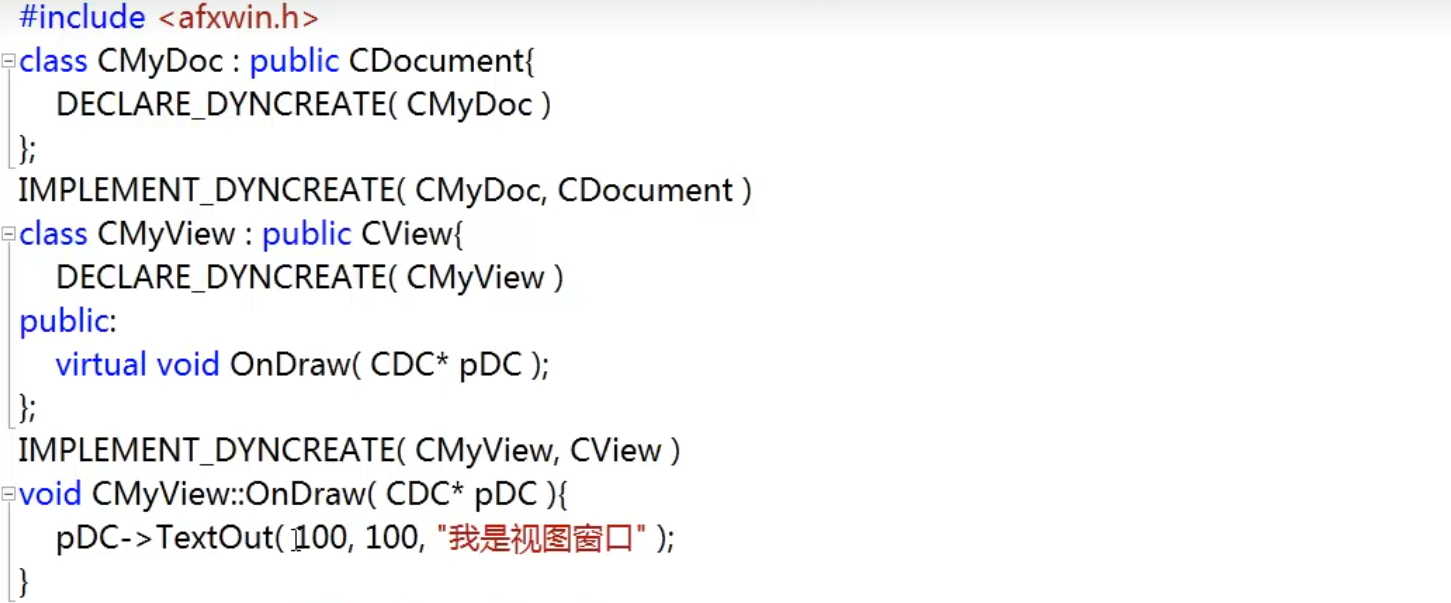 #include <afxwin.h>
class CMyDoc : public CDocument{
DECLARE_DYNCREATE( CMyDoc )
};
IMPLEMENT_DYNCREATE( CMyDoc, CDocument )
class CMyView : public CView{
DECLARE_DYNCREATE( CMyView )
public:
virtual void OnDraw( CDC* pDC );
};
IMPLEMENT_DYNCREATE( CMyView, CView )
void CMyView::OnDraw( CDC* pDC ){
pDC->TextOut( 100, 100, "我是视图窗口" );
}